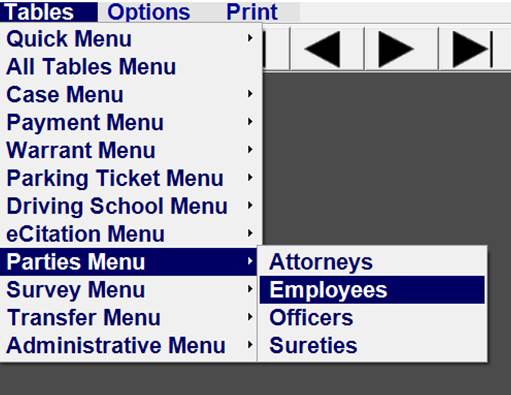 Tables Options Print
Quick Menu
All Tables Menu
Case Menu
Payment Menu
Warrant Menu
Parking Ticket Menu
Driving School Menu
eCitation Menu
Parties Menu
Survey Menu
Transfer Menu
Administrative Menu
Attorneys
Employees
Officers
Sureties